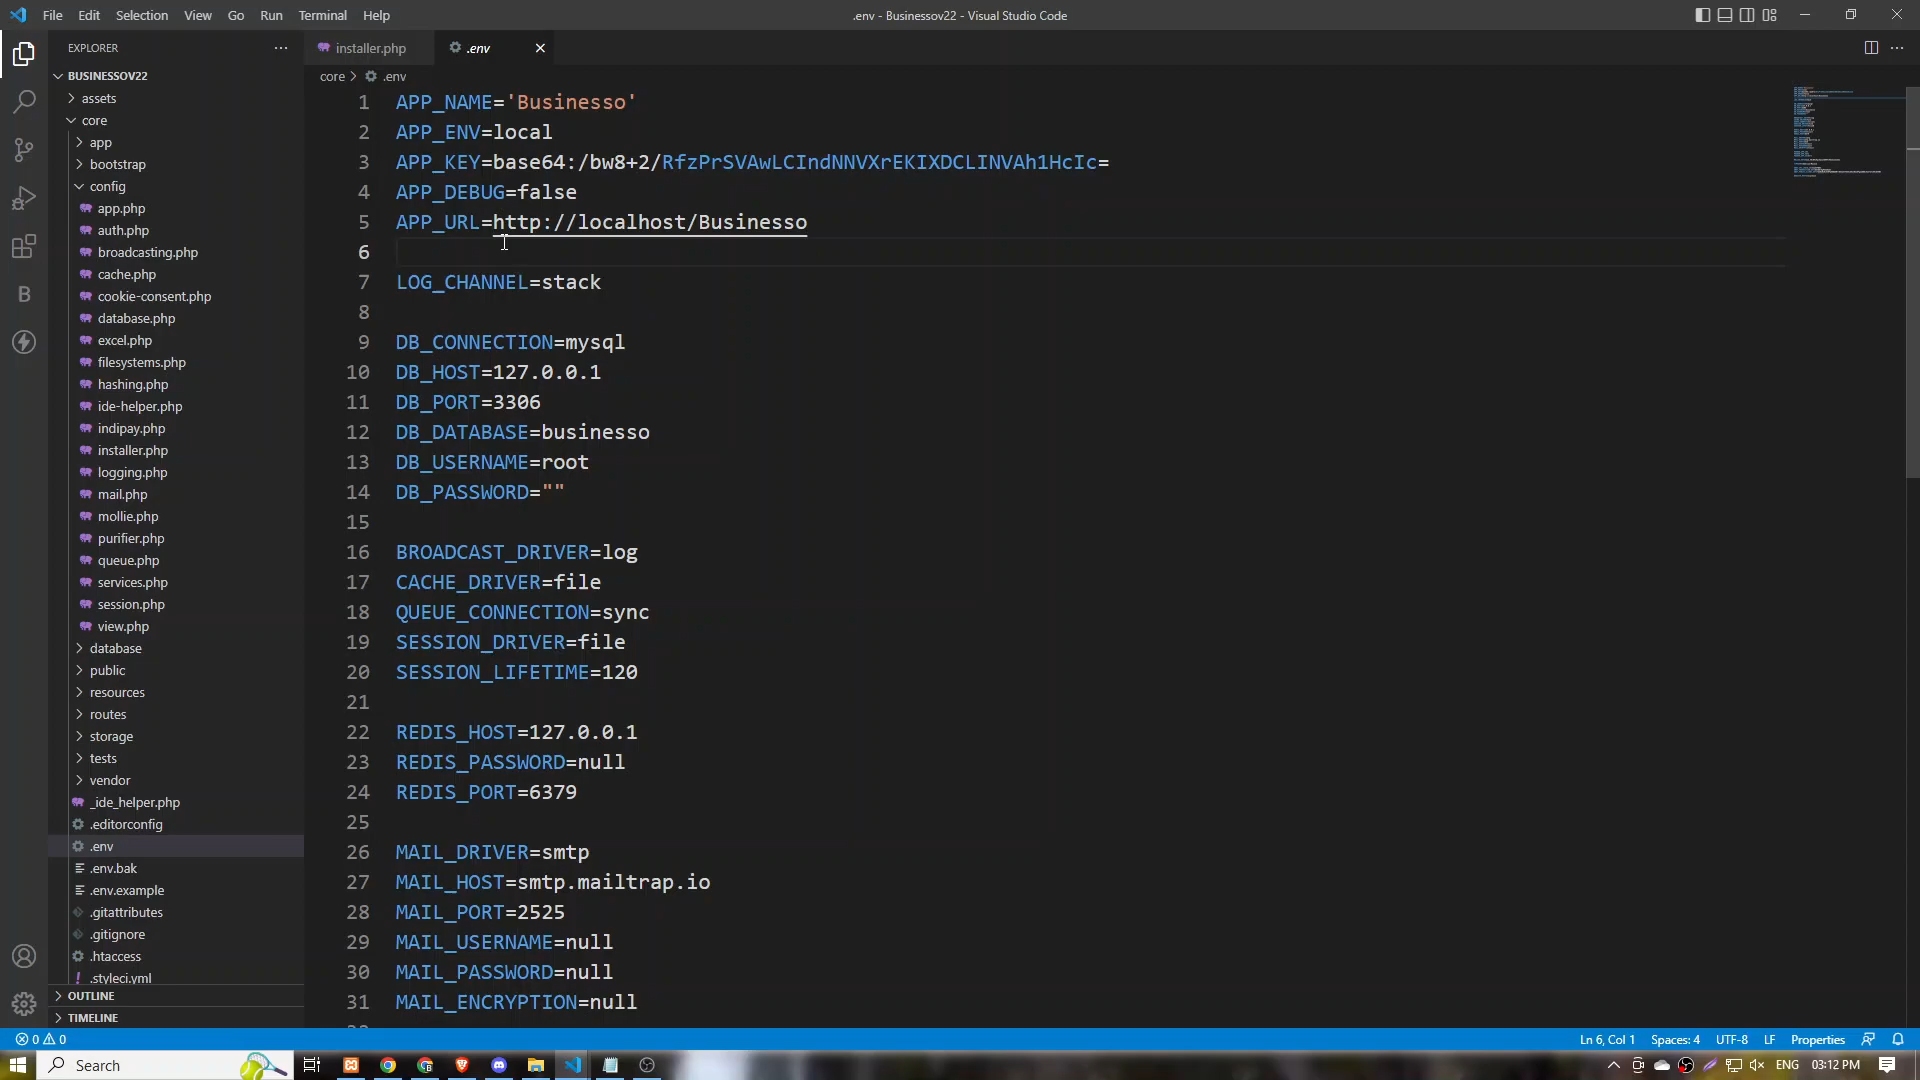 File Edit Selection View Go Run Terminal Help
.env - Businessov22 - Visual Studio Code
EXPLORER
BUSINESSOV22
assets
core
app
bootstrap
config
app.php
auth.php
broadcasting.php
cache.php
cookie-consent.php
database.php
excel.php
filesystems.php
hashing.php
ide-helper.php
indipay.php
installer.php
logging.php
mail.php
mollie.php
purifier.php
queue.php
services.php
session.php
view.php
database
public
resources
routes
storage
tests
vendor
_ide_helper.php
.editorconfig
.env
.env.bak
.env.example
.gitattributes
.gitignore
.htaccess
.styleci.yml
OUTLINE
TIMELINE
installer.php
.env
core > .env
1 APP_NAME='Businesso'
2 APP_ENV=local
3 APP_KEY=base64:/bw8+2/RfzPrSVAwLCIndNNVXrEKIXDCLINVAh1HcIc=
4 APP_DEBUG=false
5 APP_URL=http://localhost/Businesso
6
7 LOG_CHANNEL=stack
8
9 DB_CONNECTION=mysql
10 DB_HOST=127.0.0.1
11 DB_PORT=3306
12 DB_DATABASE=businesso
13 DB_USERNAME=root
14 DB_PASSWORD=""
15
16 BROADCAST_DRIVER=log
17 CACHE_DRIVER=file
18 QUEUE_CONNECTION=sync
19 SESSION_DRIVER=file
20 SESSION_LIFETIME=120
21
22 REDIS_HOST=127.0.0.1
23 REDIS_PASSWORD=null
24 REDIS_PORT=6379
25
26 MAIL_DRIVER=smtp
27 MAIL_HOST=smtp.mailtrap.io
28 MAIL_PORT=2525
29 MAIL_USERNAME=null
30 MAIL_PASSWORD=null
31 MAIL_ENCRYPTION=null
0 0
Ln 6, Col 1 Spaces: 4 UTF-8 LF Properties
Search
ENG 03:12 PM